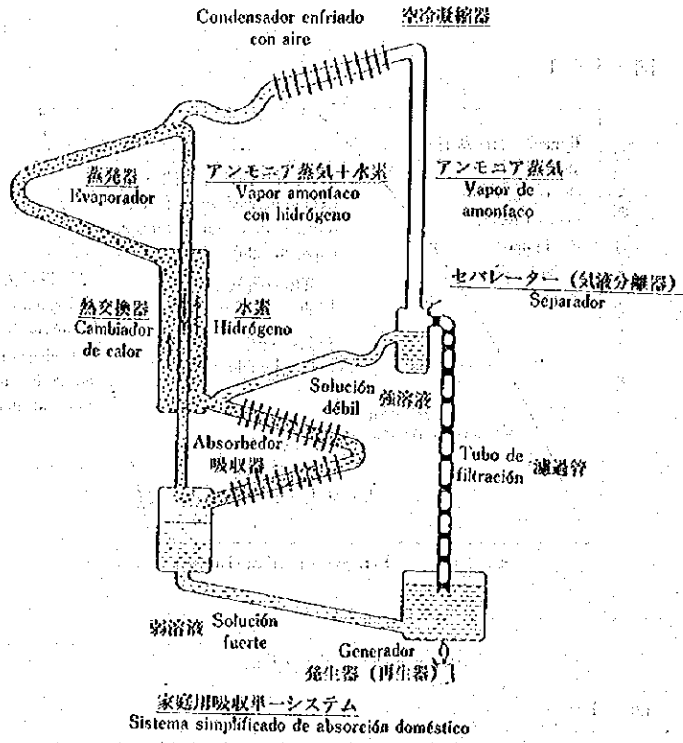 Condensador enfriado
con aire
空冷凝縮器
蒸発器
Evaporador
アンモニア蒸気＋水素
Vapor amoníaco
con hidrógeno
アンモニア蒸気
Vapor de
amoníaco
セパレーター（気液分離器）
Separador
熱交換器
Cambiador
de calor
水素
Hidrógeno
Solución
débil
強溶液
Absorbedor
吸収器
Tubo de
filtración
濾過管
弱溶液
Solución
fuerte
Generador
発生器（再生器）
家庭用吸収単一システム
Sistema simplificado de absorción doméstico